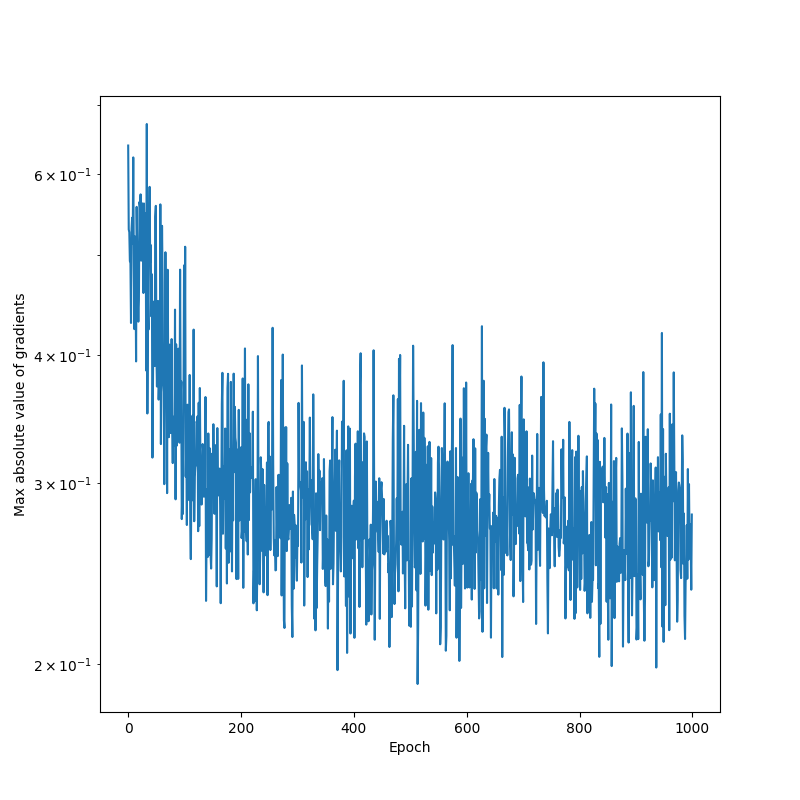 Max absolute value of gradients
6 × 10⁻¹
4 × 10⁻¹
3 × 10⁻¹
2 × 10⁻¹
0 200 400 600 800 1000
Epoch